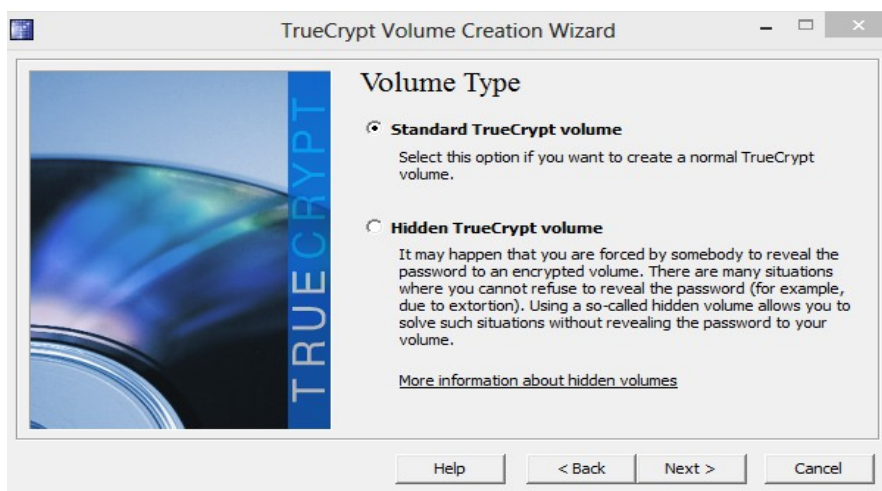 TrueCrypt Volume Creation Wizard
TRUECRYPT
Volume Type
Standard TrueCrypt volume
Select this option if you want to create a normal TrueCrypt
volume.
Hidden TrueCrypt volume
It may happen that you are forced by somebody to reveal the
password to an encrypted volume. There are many situations
where you cannot refuse to reveal the password (for example,
due to extortion). Using a so-called hidden volume allows you to
solve such situations without revealing the password to your
volume.
More information about hidden volumes
Help
< Back
Next >
Cancel